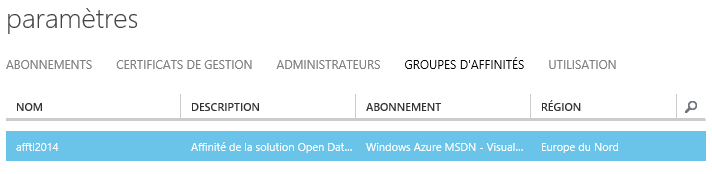 paramètres
ABONNEMENTS CERTIFICATS DE GESTION ADMINISTRATEURS GROUPES D'AFFINITÉS UTILISATION
NOM DESCRIPTION ABONNEMENT RÉGION
afftl2014 Affinité de la solution Open Dat... Windows Azure MSDN - Visual... Europe du Nord